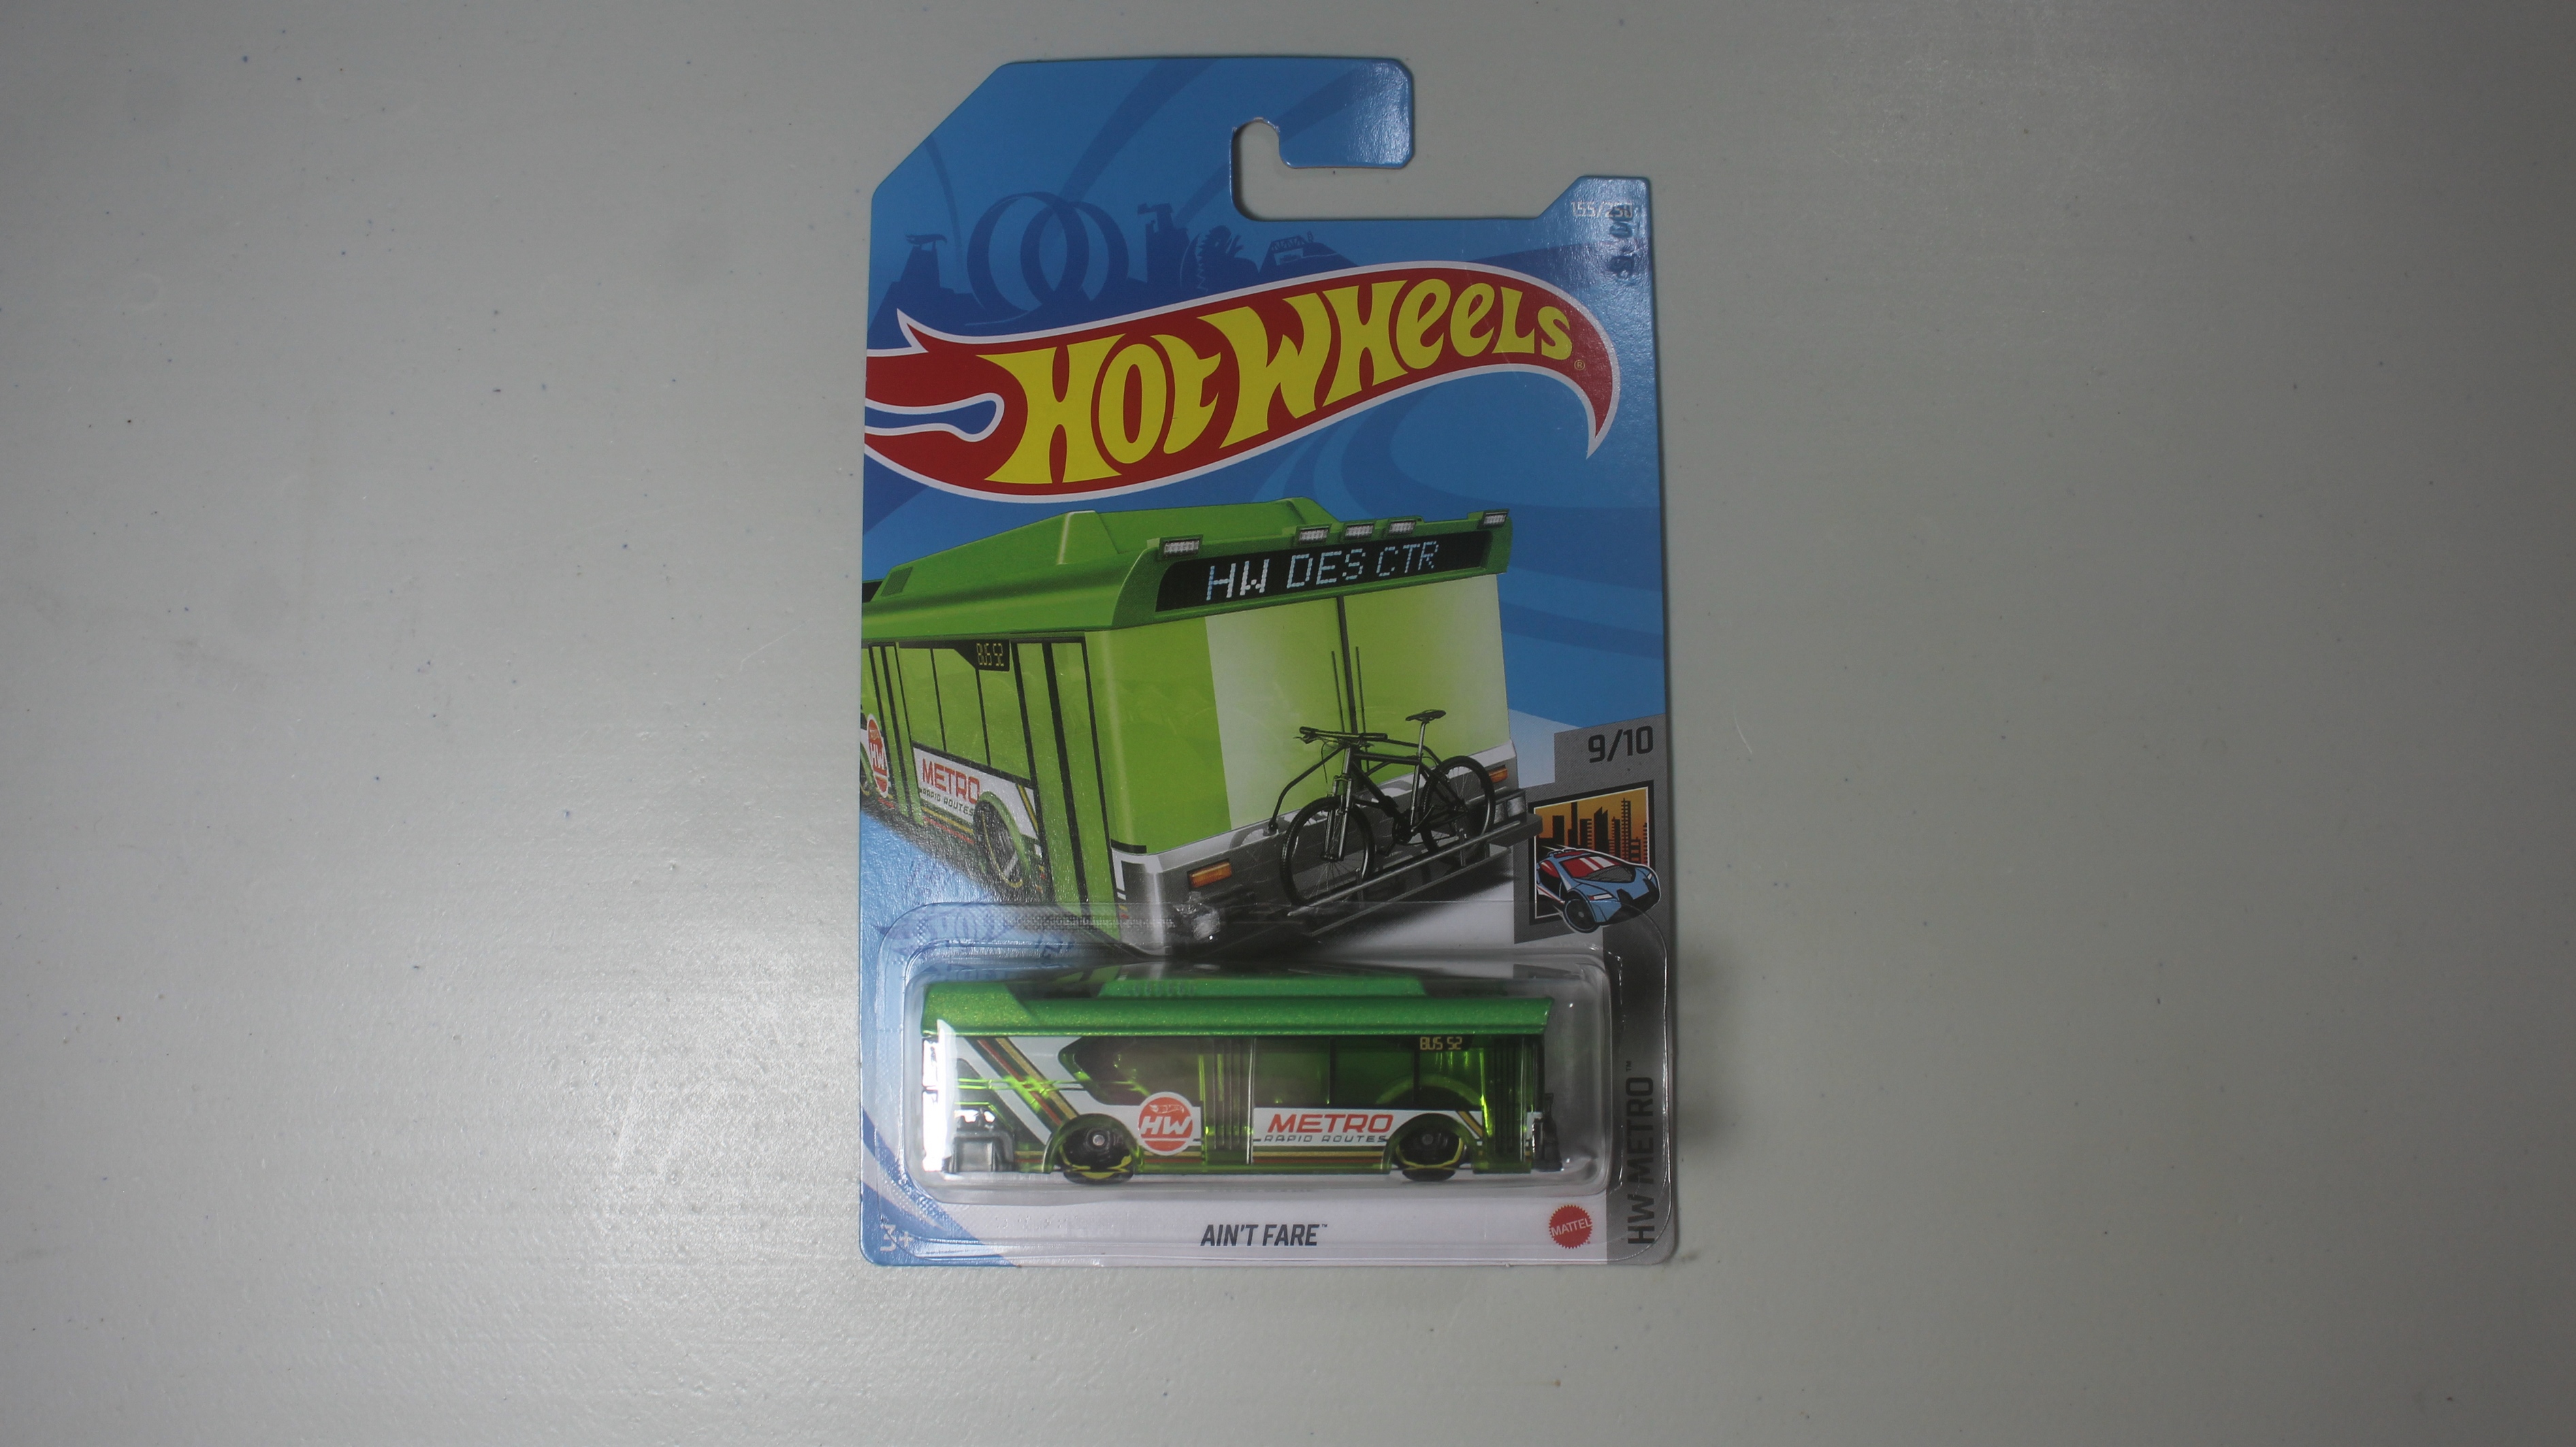 155/250
HOT WHEELS®
HW DES CTR
BUS 52
HW
METRO
RAPID ROUTES
9/10
BUS 52
HW
METRO
RAPID ROUTES
3+
AIN'T FARE™
MATTEL
HW METRO™